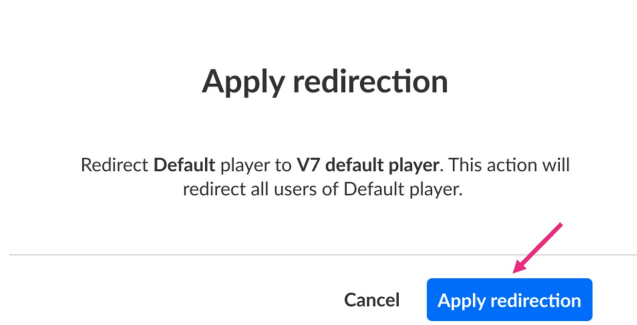 Apply redirection
Redirect Default player to V7 default player. This action will
redirect all users of Default player.
Cancel
Apply redirection